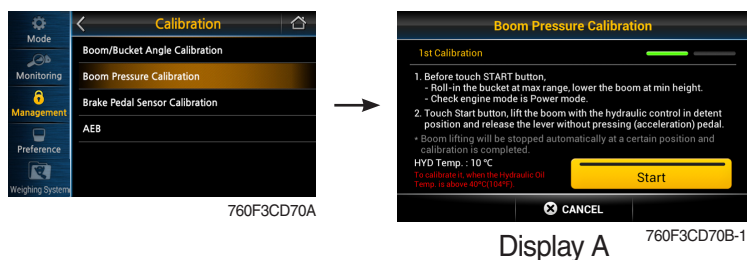 Mode
Monitoring
Management
Preference
Weighing System
Calibration
Boom/Bucket Angle Calibration
Boom Pressure Calibration
Brake Pedal Sensor Calibration
AEB
760F3CD70A
Boom Pressure Calibration
1st Calibration
1. Before touch START button,
- Roll-in the bucket at max range, lower the boom at min height.
- Check engine mode is Power mode.
2. Touch Start button, lift the boom with the hydraulic control in detent
position and release the lever without pressing (acceleration) pedal.
* Boom lifting will be stopped automatically at a certain position and
calibration is completed.
HYD Temp. : 10 ℃
To calibrate it, when the Hydraulic Oil
Temp. is above 40℃(104℉).
Start
CANCEL
Display A
760F3CD70B-1